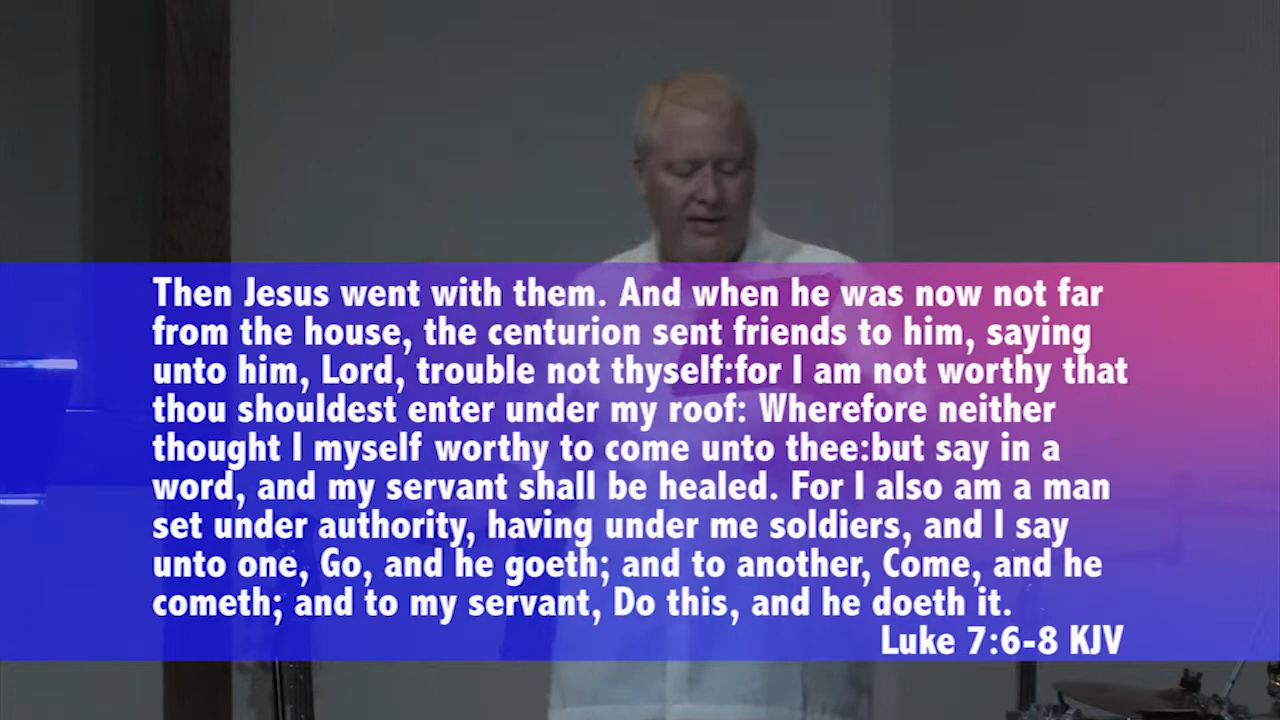 Then Jesus went with them. And when he was now not far
from the house, the centurion sent friends to him, saying
unto him, Lord, trouble not thyself:for I am not worthy that
thou shouldest enter under my roof: Wherefore neither
thought I myself worthy to come unto thee:but say in a
word, and my servant shall be healed. For I also am a man
set under authority, having under me soldiers, and I say
unto one, Go, and he goeth; and to another, Come, and he
cometh; and to my servant, Do this, and he doeth it.
Luke 7:6-8 KJV